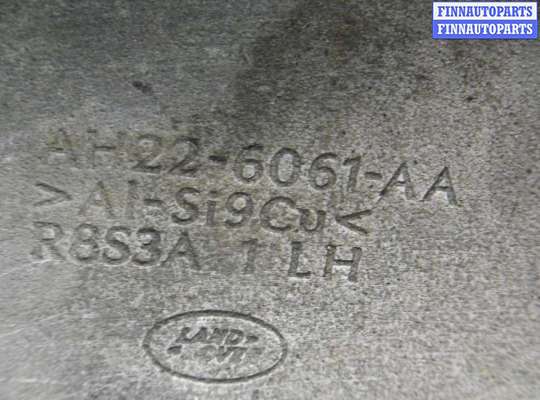 FINNAUTOPARTS
FINNAUTOPARTS
AH22-6061-AA
>Al-Si9Cu<
R8S3A 1 LH
LAND-
ROVER